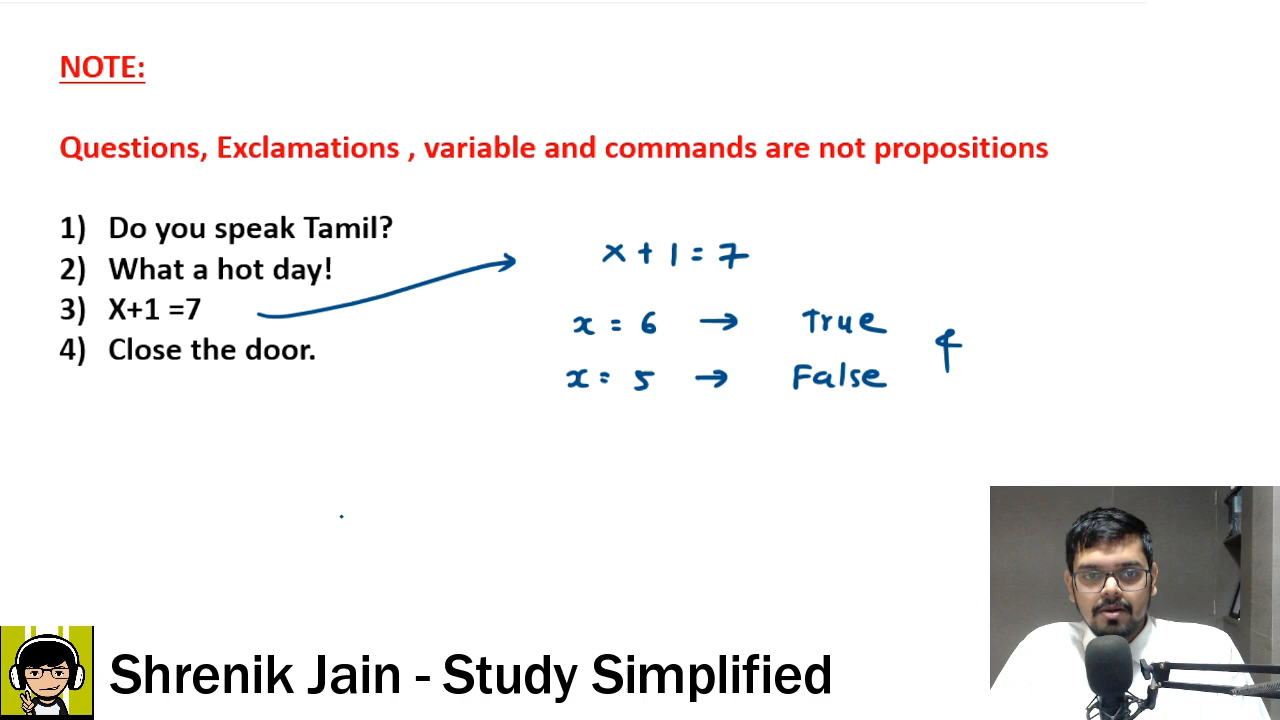 NOTE:
Questions, Exclamations , variable and commands are not propositions
1) Do you speak Tamil?
2) What a hot day!
3) X+1 =7
4) Close the door.
x + 1 = 7
x = 6 → True
x = 5 → False
Shrenik Jain - Study Simplified